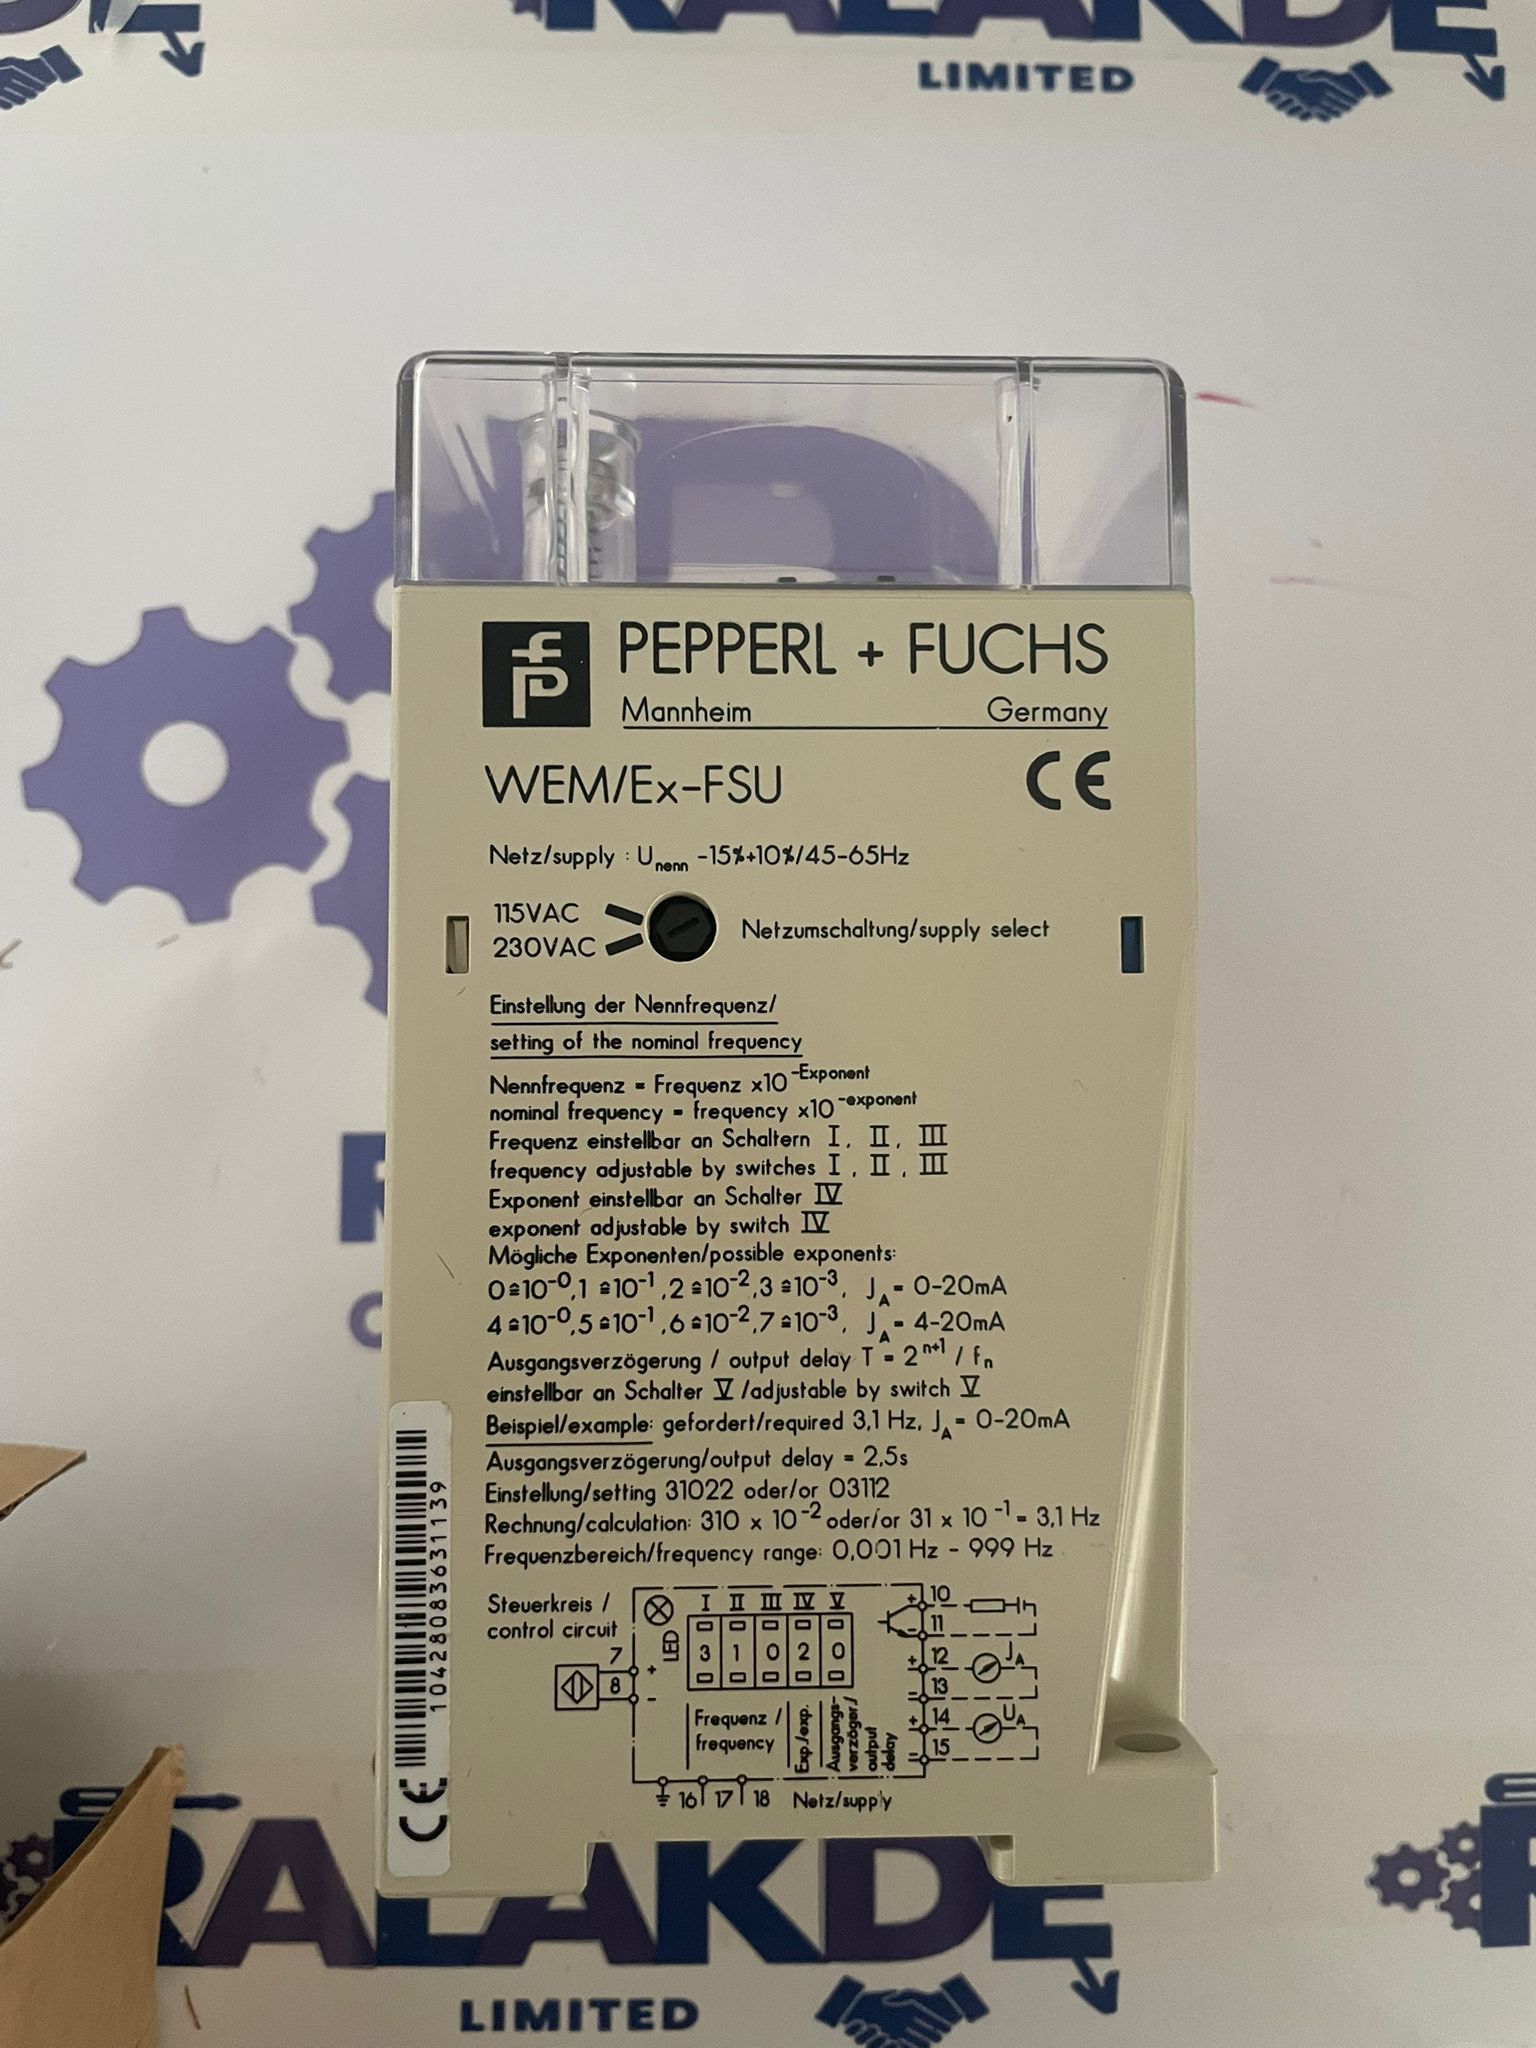 RALAKDE
LIMITED
fp PEPPERL + FUCHS
Mannheim Germany
WEM/Ex-FSU CE
Netz/supply : Unenn -15%+10%/45-65Hz
115VAC
230VAC
Netzumschaltung/supply select
Einstellung der Nennfrequenz/
setting of the nominal frequency
Nennfrequenz = Frequenz x10^-Exponent
nominal frequency = frequency x10^-exponent
Frequenz einstellbar an Schaltern I, II, III
frequency adjustable by switches I, II, III
Exponent einstellbar an Schalter IV
exponent adjustable by switch IV
Mögliche Exponenten/possible exponents:
0≙10^-0,1 ≙10^-1,2 ≙10^-2,3 ≙10^-3, JA= 0-20mA
4≙10^-0,5≙10^-1,6≙10^-2,7≙10^-3, JA= 4-20mA
Ausgangsverzögerung / output delay T = 2^n+1 / fn
einstellbar an Schalter V /adjustable by switch V
Beispiel/example: gefordert/required 3,1 Hz, JA= 0-20mA
Ausgangsverzögerung/output delay = 2,5s
Einstellung/setting 31022 oder/or 03112
Rechnung/calculation: 310 x 10^-2 oder/or 31 x 10^-1 = 3,1 Hz
Frequenzbereich/frequency range: 0,001 Hz - 999 Hz
Steuerkreis /
control circuit
7
8
+
-
LED
I II III IV V
3 1 0 2 0
Frequenz /
frequency
Exp./exp.
Ausgangs-
verzöger./
output
delay
+ 10
- 11
+ 12 JA
- 13
+ 14 UA
- 15
16 17 18 Netz/supply
10428083631139
CE
RALAKDE
LIMITED